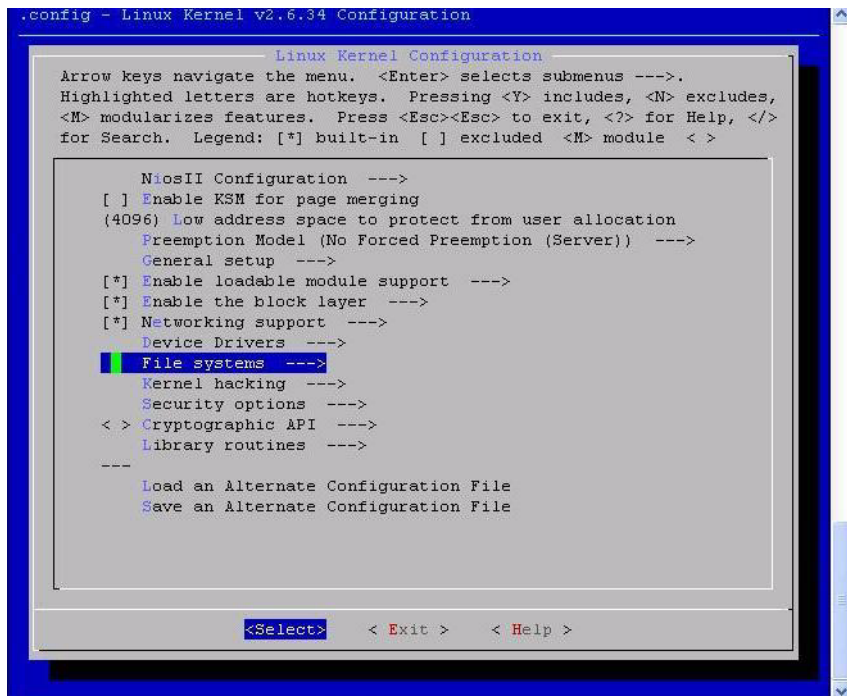 .config - Linux Kernel v2.6.34 Configuration
Linux Kernel Configuration
Arrow keys navigate the menu. <Enter> selects submenus --->.
Highlighted letters are hotkeys. Pressing <Y> includes, <N> excludes,
<M> modularizes features. Press <Esc><Esc> to exit, <?> for Help, </>
for Search. Legend: [*] built-in [ ] excluded <M> module < >
NiosII Configuration --->
[ ] Enable KSM for page merging
(4096) Low address space to protect from user allocation
Preemption Model (No Forced Preemption (Server)) --->
General setup --->
[*] Enable loadable module support --->
[*] Enable the block layer --->
[*] Networking support --->
Device Drivers --->
File systems --->
Kernel hacking --->
Security options --->
< > Cryptographic API --->
Library routines --->
---
Load an Alternate Configuration File
Save an Alternate Configuration File
<Select> < Exit > < Help >